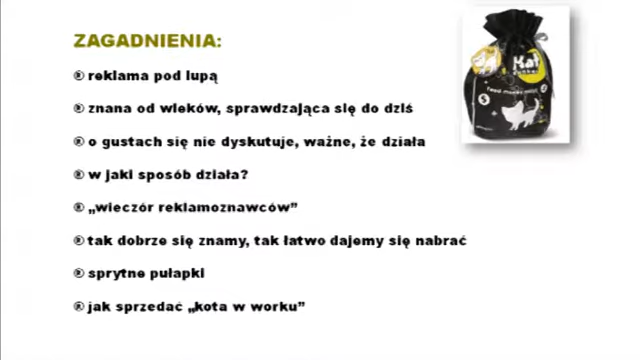 ZAGADNIENIA:
® reklama pod lupą
® znana od wieków, sprawdzająca się do dziś
® o gustach się nie dyskutuje, ważne, że działa
® w jaki sposób działa?
® „wieczór reklamoznawców”
® tak dobrze się znamy, tak łatwo dajemy się nabrać
® sprytne pułapki
® jak sprzedać „kota w worku”
Kat